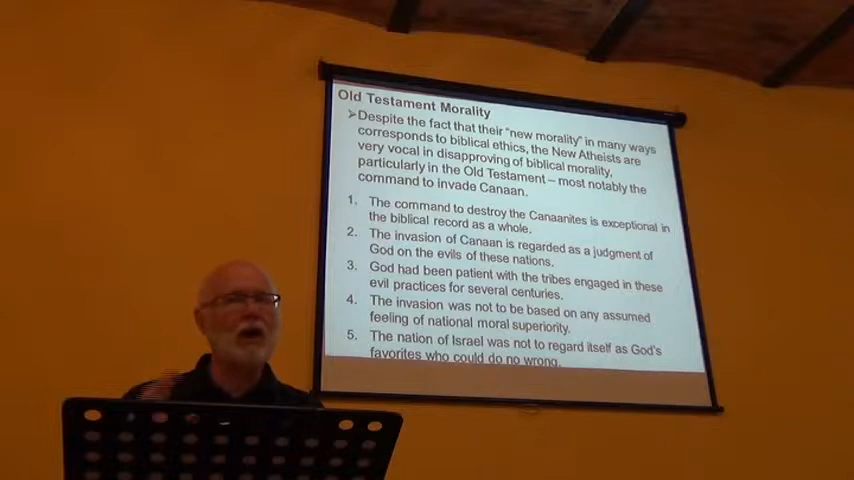 Old Testament Morality
➢Despite the fact that their "new morality" in many ways
corresponds to biblical ethics, the New Atheists are
very vocal in disapproving of biblical morality,
particularly in the Old Testament – most notably the
command to invade Canaan.
1. The command to destroy the Canaanites is exceptional in
the biblical record as a whole.
2. The invasion of Canaan is regarded as a judgment of
God on the evils of these nations.
3. God had been patient with the tribes engaged in these
evil practices for several centuries.
4. The invasion was not to be based on any assumed
feeling of national moral superiority.
5. The nation of Israel was not to regard itself as God's
favorites who could do no wrong.